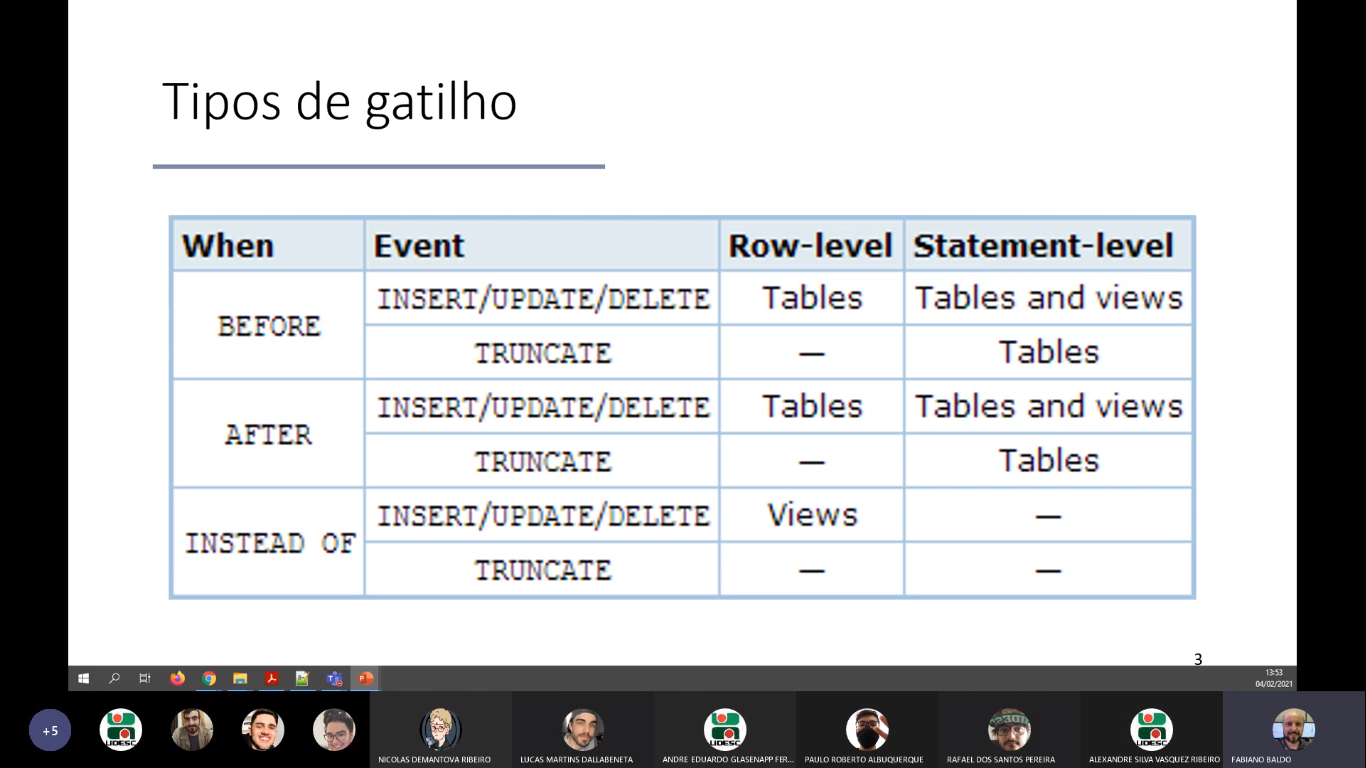 Tipos de gatilho
When Event Row-level Statement-level
BEFORE
INSERT/UPDATE/DELETE Tables Tables and views
TRUNCATE — Tables
AFTER
INSERT/UPDATE/DELETE Tables Tables and views
TRUNCATE — Tables
INSTEAD OF
INSERT/UPDATE/DELETE Views —
TRUNCATE — —
3
13:53
04/02/2021
+5
UDESC
UDESC
UDESC
NICOLAS DEMANTOVA RIBEIRO
LUCAS MARTINS DALLABENETA
ANDRE EDUARDO GLASENAPP FER...
PAULO ROBERTO ALBUQUERQUE
RAFAEL DOS SANTOS PEREIRA
ALEXANDRE SILVA VASQUEZ RIBEIRO
FABIANO BALDO